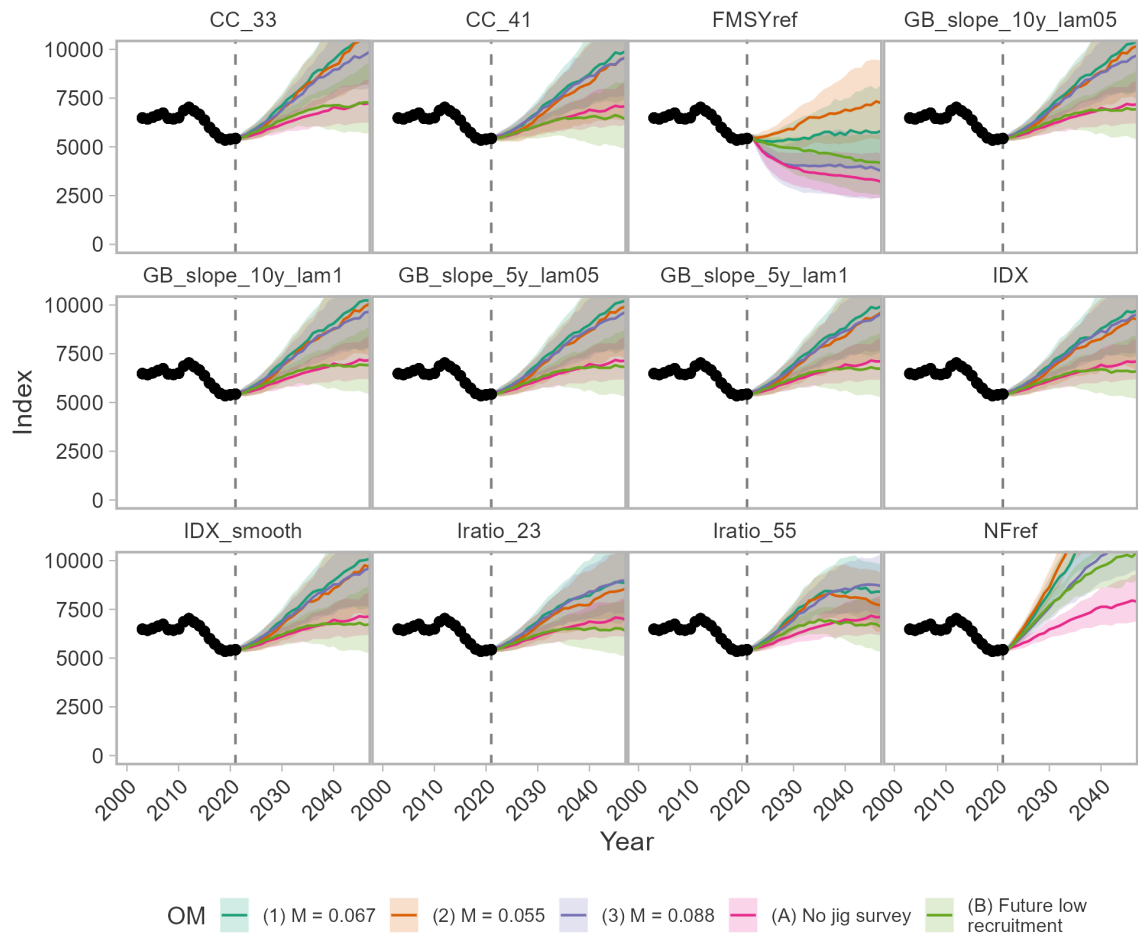 CC_33 CC_41 FMSYref GB_slope_10y_lam05
10000
7500
5000
2500
0
GB_slope_10y_lam1 GB_slope_5y_lam05 GB_slope_5y_lam1 IDX
10000
7500
5000
2500
0
Index
IDX_smooth Iratio_23 Iratio_55 NFref
10000
7500
5000
2500
0
2000 2010 2020 2030 2040 2000 2010 2020 2030 2040 2000 2010 2020 2030 2040 2000 2010 2020 2030 2040
Year
OM (1) M = 0.067 (2) M = 0.055 (3) M = 0.088 (A) No jig survey (B) Future low
recruitment